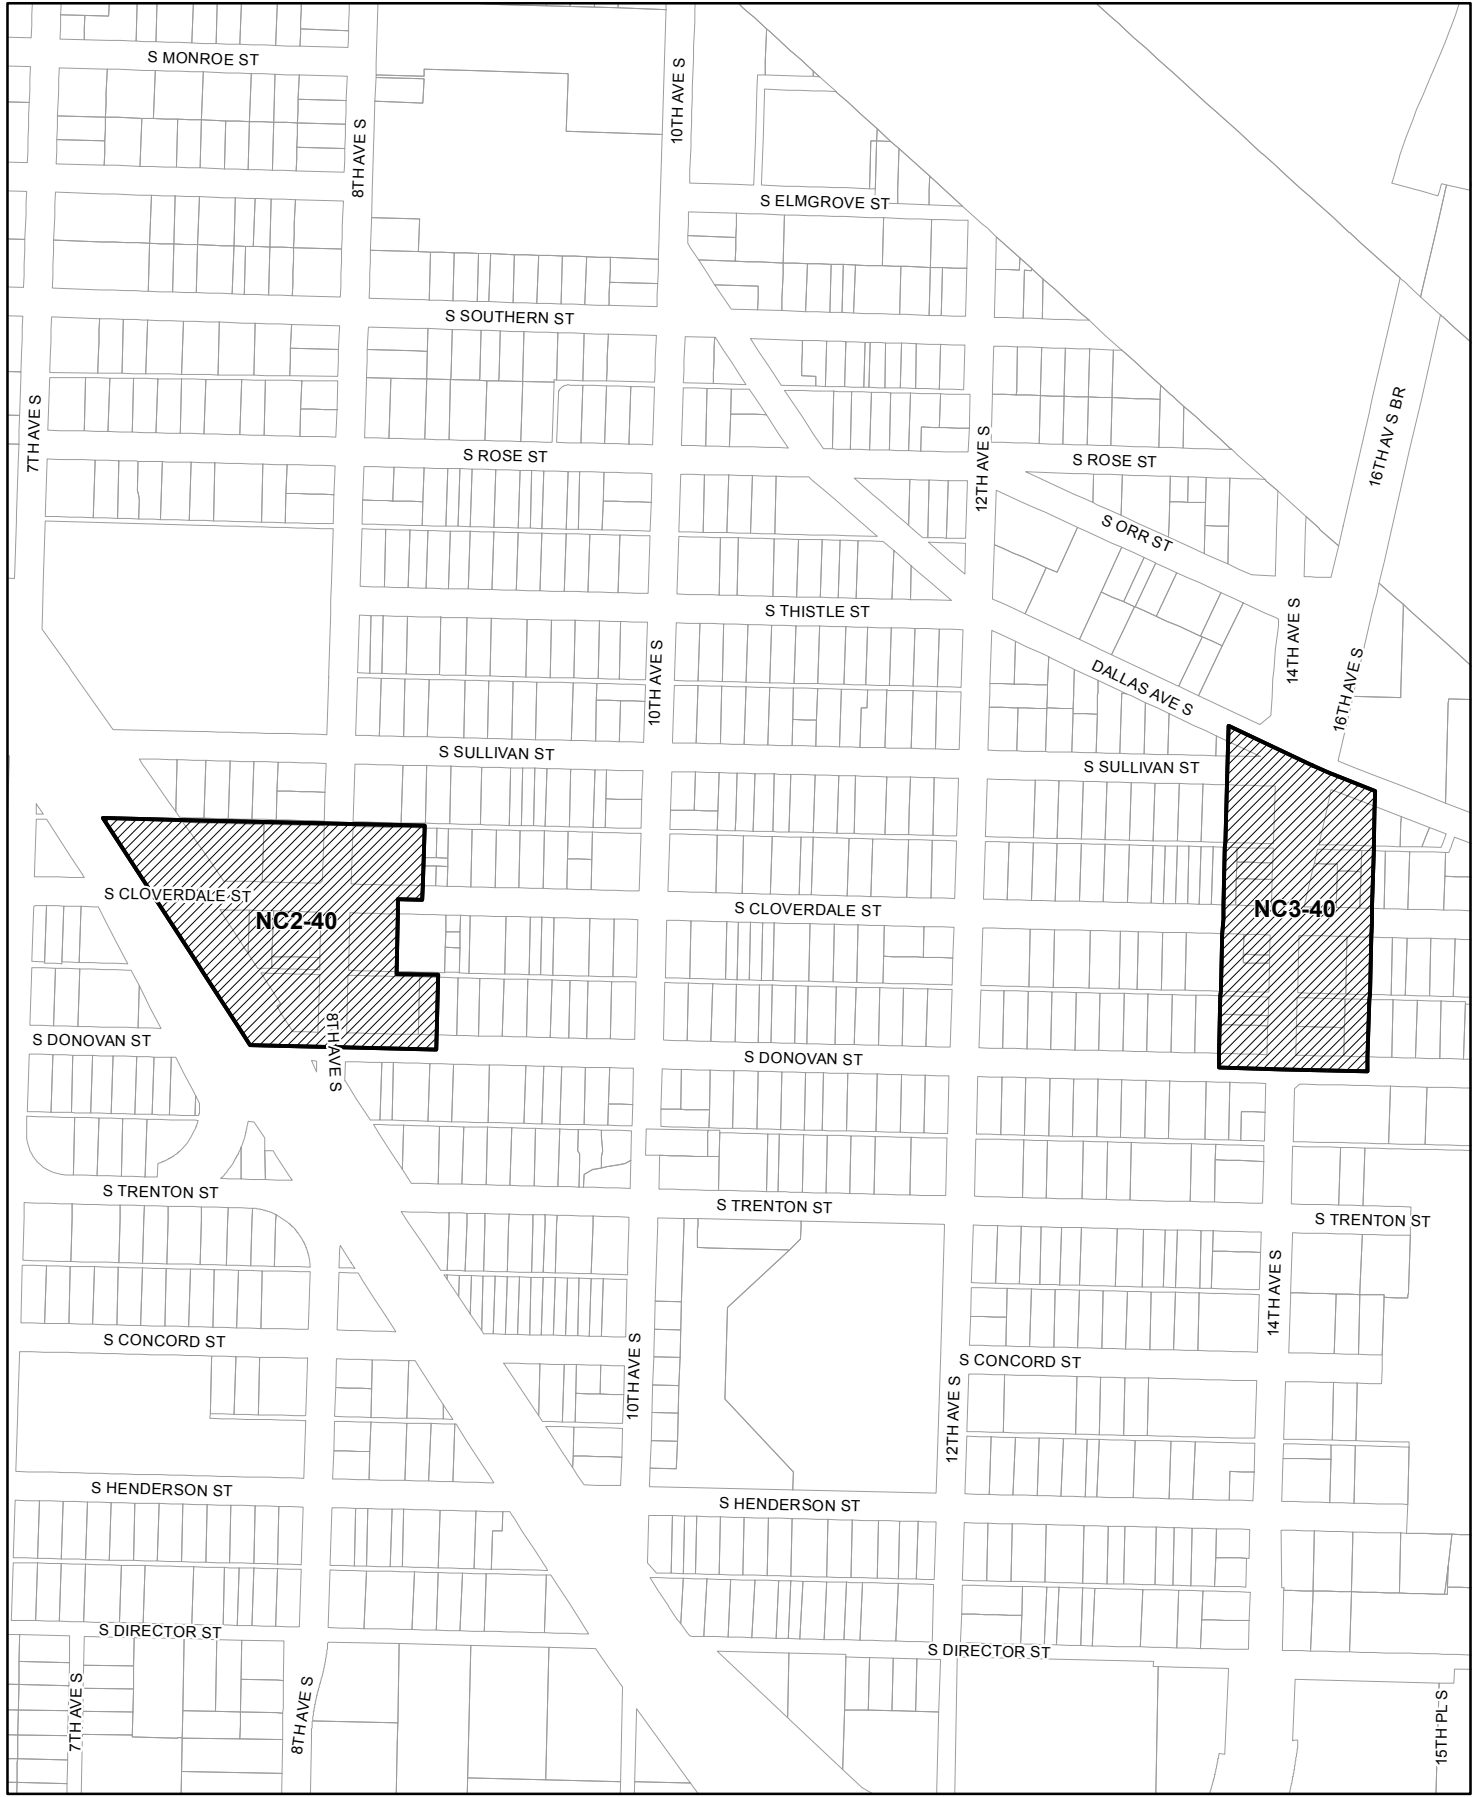 S MONROE ST
10TH AVE S
8TH AVE S
S ELMGROVE ST
S SOUTHERN ST
7TH AVE S
16TH AV S BR
S ROSE ST
12TH AVE S
S ROSE ST
S ORR ST
S THISTLE ST
14TH AVE S
10TH AVE S
DALLAS AVE S
16TH AVE S
S SULLIVAN ST
S SULLIVAN ST
S CLOVERDALE ST
NC2-40
S CLOVERDALE ST
NC3-40
S DONOVAN ST
8TH AVE S
S DONOVAN ST
S TRENTON ST
S TRENTON ST
S TRENTON ST
14TH AVE S
S CONCORD ST
S CONCORD ST
10TH AVE S
12TH AVE S
S HENDERSON ST
S HENDERSON ST
S DIRECTOR ST
S DIRECTOR ST
7TH AVE S
8TH AVE S
15TH PL S